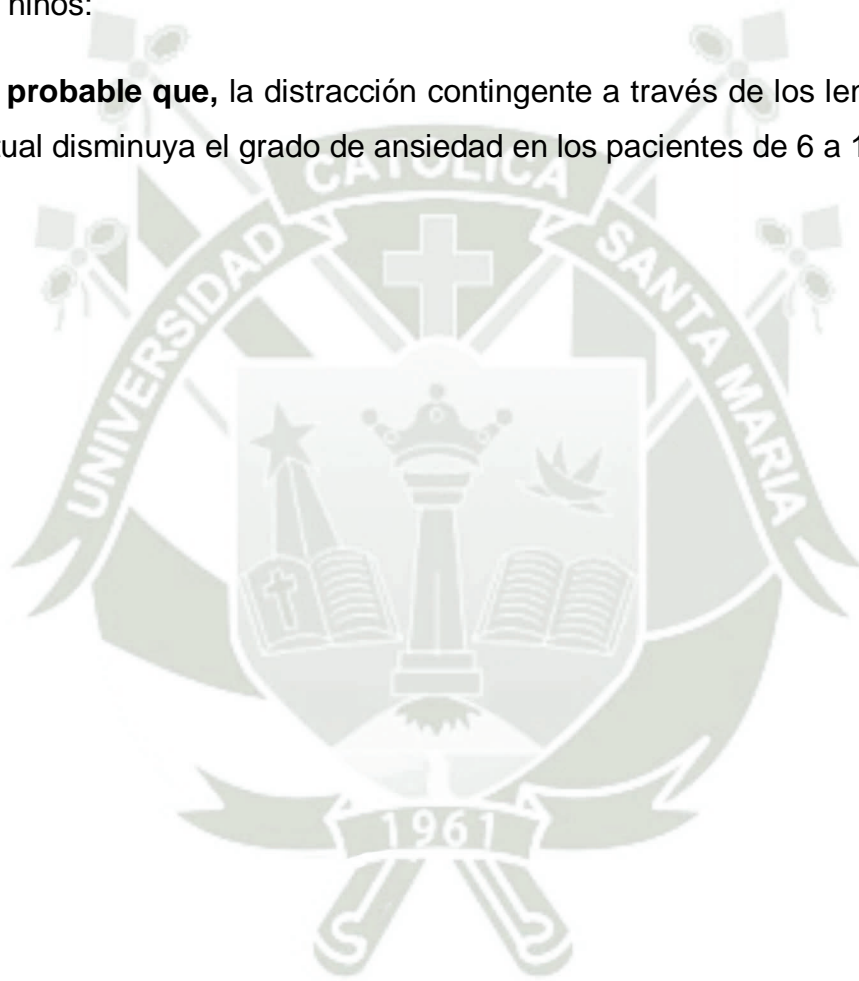 niños:
probable que, la distracción contingente a través de los len
tual disminuya el grado de ansiedad en los pacientes de 6 a 1
UNIVERSIDAD CATOLICA SANTA MARIA
1961